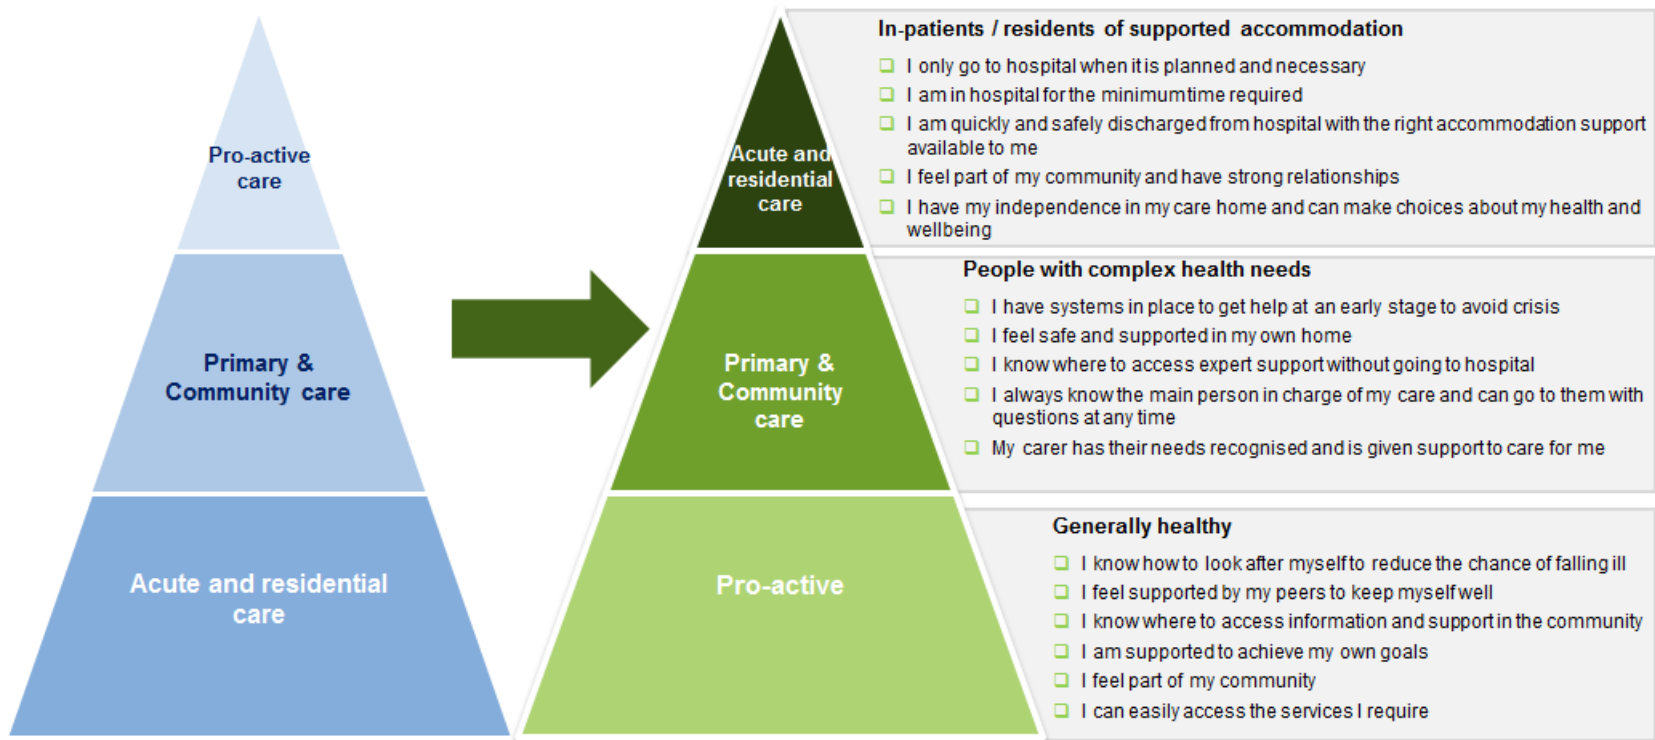 Pro-active
care
Primary &
Community care
Acute and residential
care
Acute and
residential
care
Primary &
Community
care
Pro-active
In-patients / residents of supported accommodation
I only go to hospital when it is planned and necessary
I am in hospital for the minimum time required
I am quickly and safely discharged from hospital with the right accommodation support
available to me
I feel part of my community and have strong relationships
I have my independence in my care home and can make choices about my health and
wellbeing
People with complex health needs
I have systems in place to get help at an early stage to avoid crisis
I feel safe and supported in my own home
I know where to access expert support without going to hospital
I always know the main person in charge of my care and can go to them with
questions at any time
My carer has their needs recognised and is given support to care for me
Generally healthy
I know how to look after myself to reduce the chance of falling ill
I feel supported by my peers to keep myself well
I know where to access information and support in the community
I am supported to achieve my own goals
I feel part of my community
I can easily access the services I require